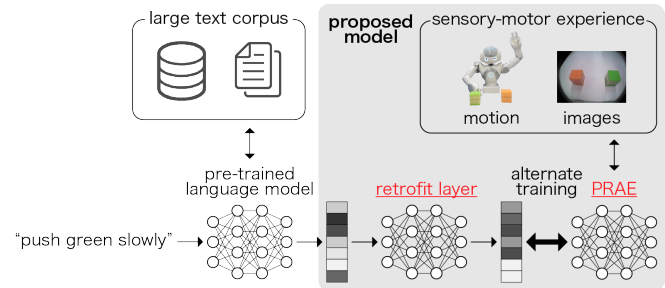 large text corpus
proposed
model
sensory-motor experience
motion
images
pre-trained
language model
retrofit layer
alternate
training
PRAE
“push green slowly”